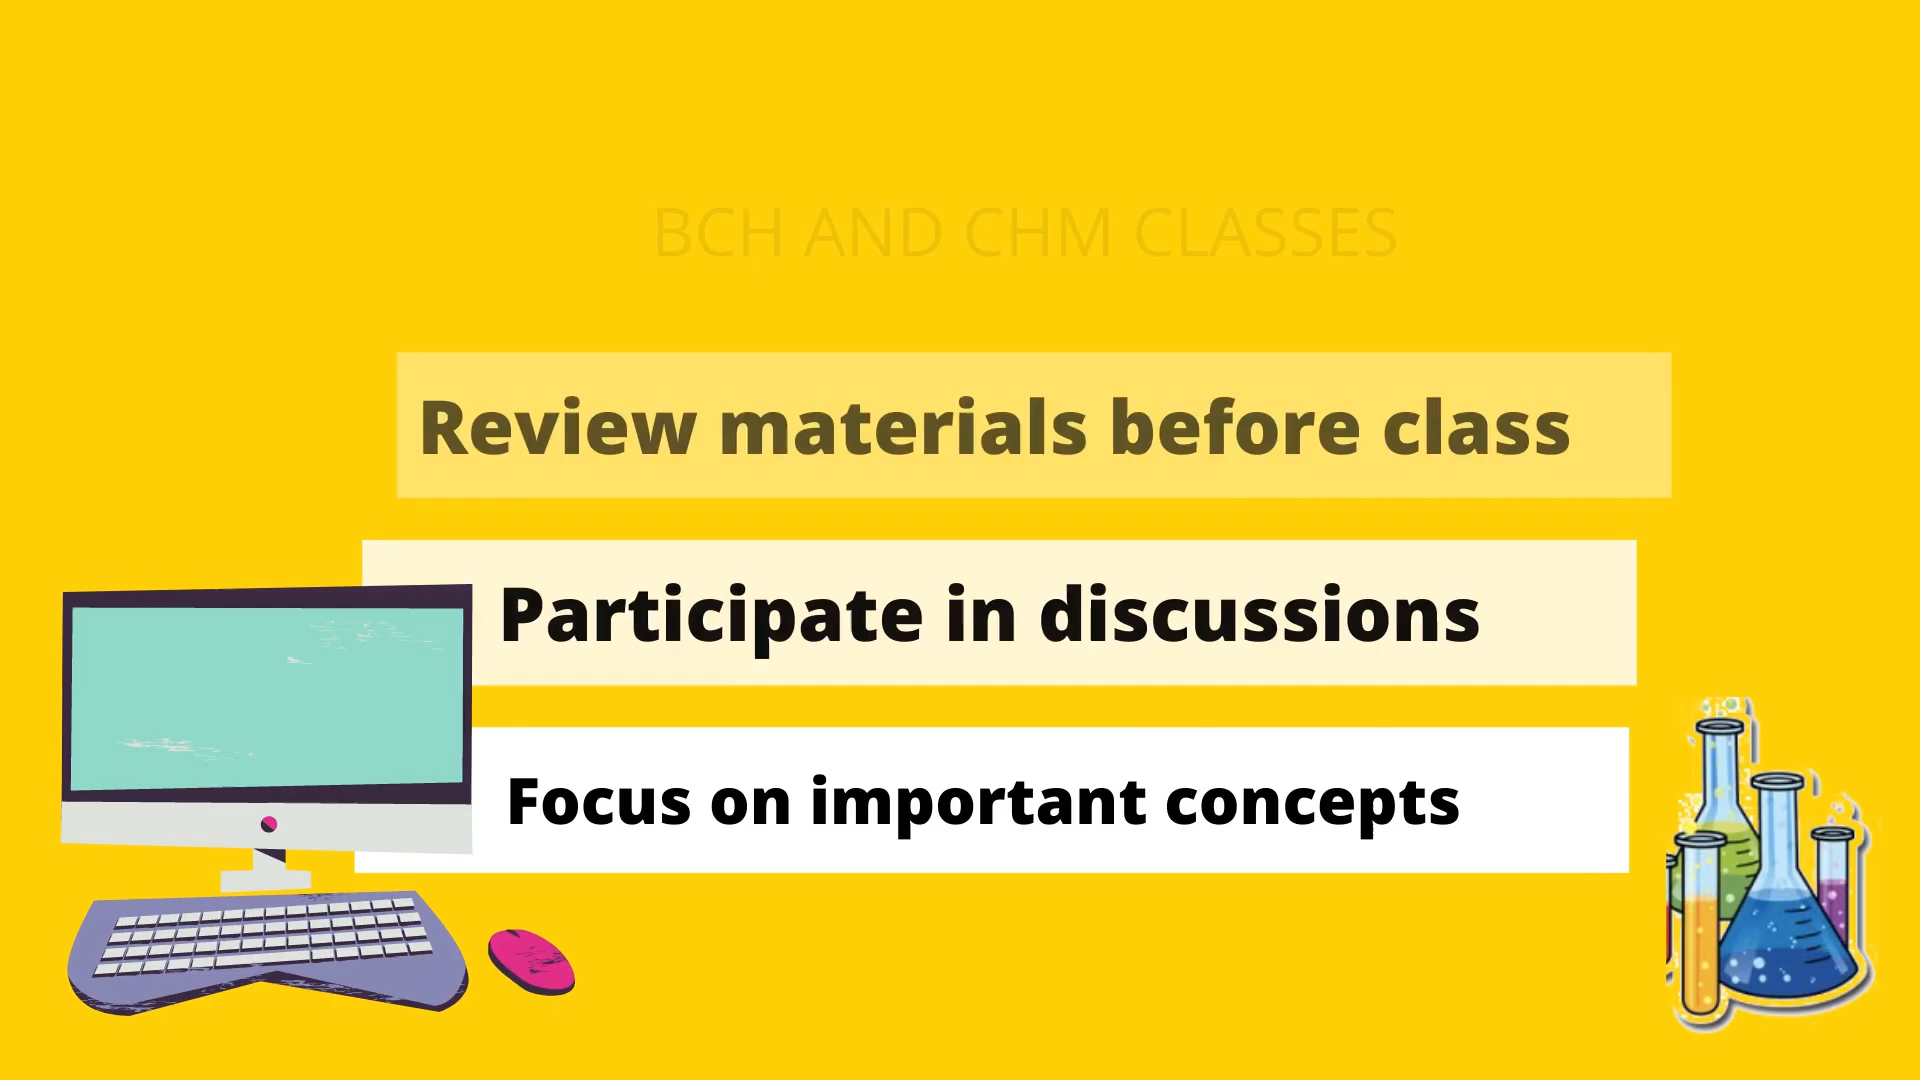 BCH AND CHM CLASSES
Review materials before class
Participate in discussions
Focus on important concepts